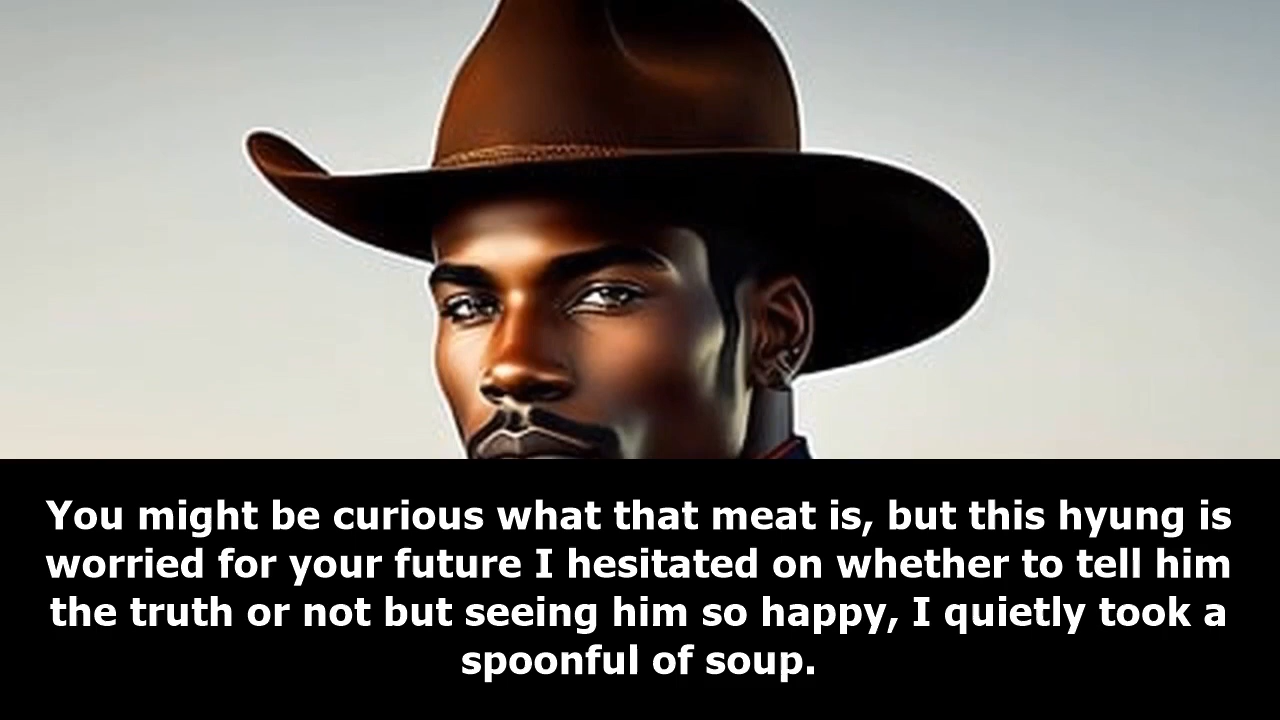 You might be curious what that meat is, but this hyung is
worried for your future I hesitated on whether to tell him
the truth or not but seeing him so happy, I quietly took a
spoonful of soup.